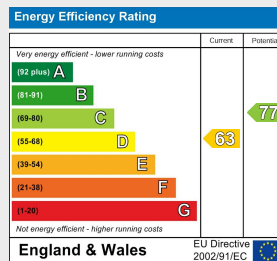 Energy Efficiency Rating
Current Potentia
Very energy efficient - lower running costs
(92 plus) A
(81-91) B
(69-80) C
77
(55-68) D
63
(39-54) E
(21-38) F
(1-20) G
Not energy efficient - higher running costs
England & Wales
EU Directive
2002/91/EC